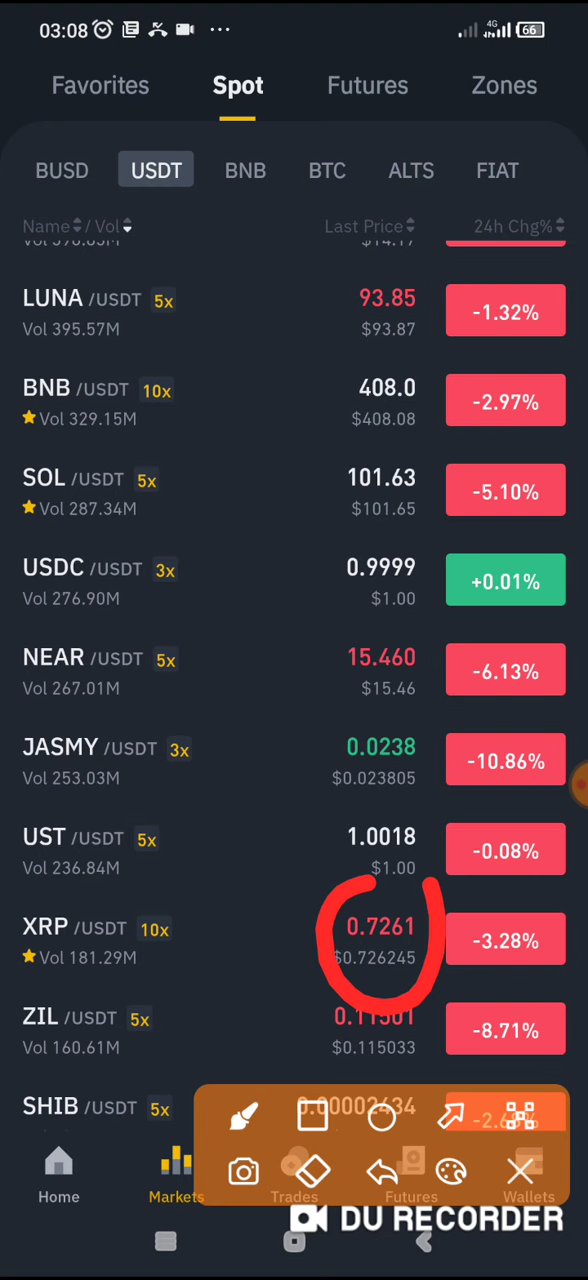 03:08 4G 66
Favorites Spot Futures Zones
BUSD USDT BNB BTC ALTS FIAT
Name / Vol Last Price 24h Chg%
LUNA /USDT 5x 93.85 -1.32%
Vol 395.57M $93.87
BNB /USDT 10x 408.0 -2.97%
Vol 329.15M $408.08
SOL /USDT 5x 101.63 -5.10%
Vol 287.34M $101.65
USDC /USDT 3x 0.9999 +0.01%
Vol 276.90M $1.00
NEAR /USDT 5x 15.460 -6.13%
Vol 267.01M $15.46
JASMY /USDT 3x 0.0238 -10.86%
Vol 253.03M $0.023805
UST /USDT 5x 1.0018 -0.08%
Vol 236.84M $1.00
XRP /USDT 10x 0.7261 -3.28%
Vol 181.29M $0.726245
ZIL /USDT 5x 0.11501 -8.71%
Vol 160.61M $0.115033
SHIB /USDT 5x 0.00002434
Home Markets Trades Futures Wallets
DU RECORDER